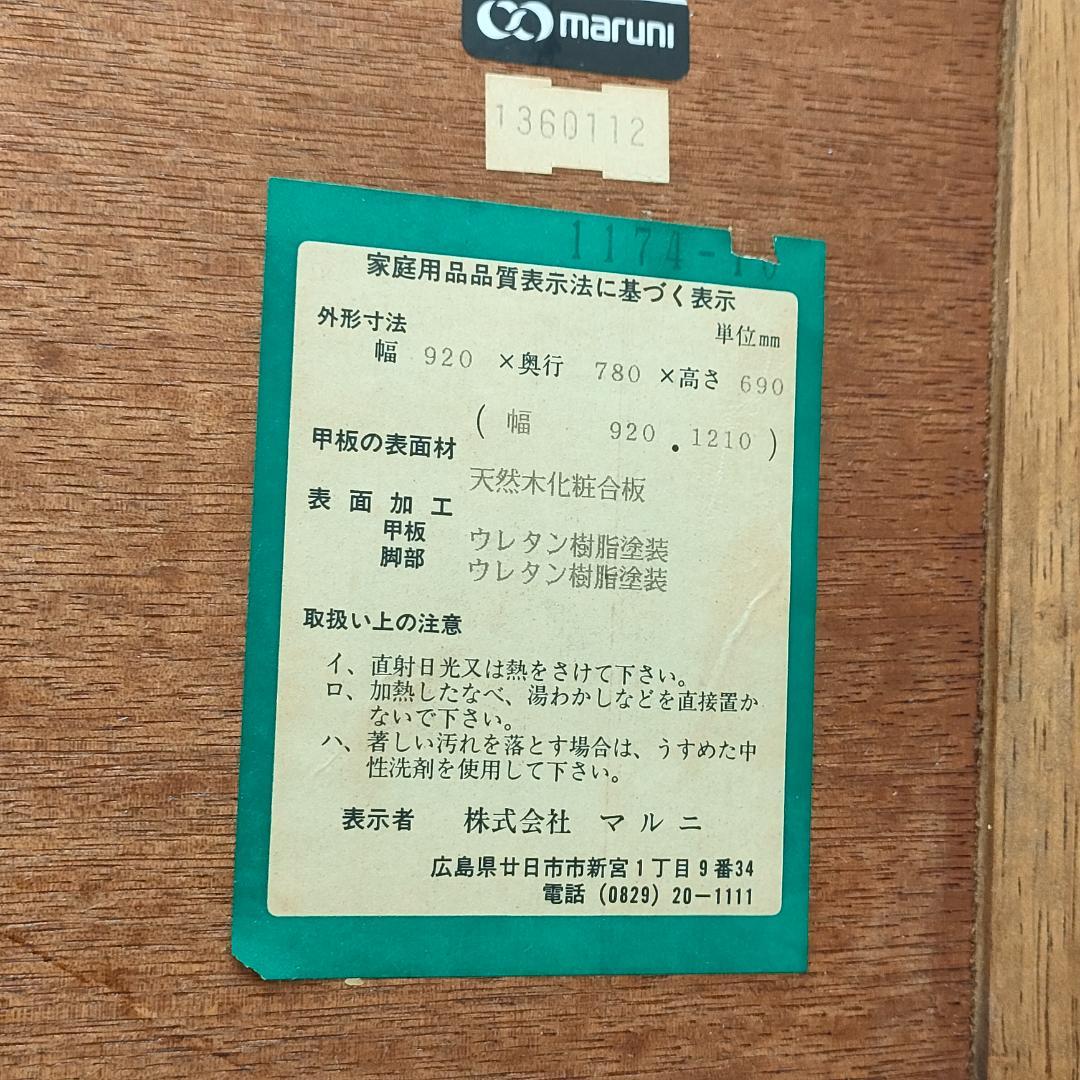 maruni
1360112
1174-10
家庭用品品質表示法に基づく表示
外形寸法
単位mm
幅 920 ×奥行 780 ×高さ 690
( 幅 920 . 1210 )
甲板の表面材
天然木化粧合板
表面加工
甲板 ウレタン樹脂塗装
脚部 ウレタン樹脂塗装
取扱い上の注意
イ、直射日光又は熱をさけて下さい。
ロ、加熱したなべ、湯わかしなどを直接置か
ないで下さい。
ハ、著しい汚れを落とす場合は、うすめた中
性洗剤を使用して下さい。
表示者 株式会社 マルニ
広島県廿日市市新宮1丁目9番34
電話 (0829) 20-1111